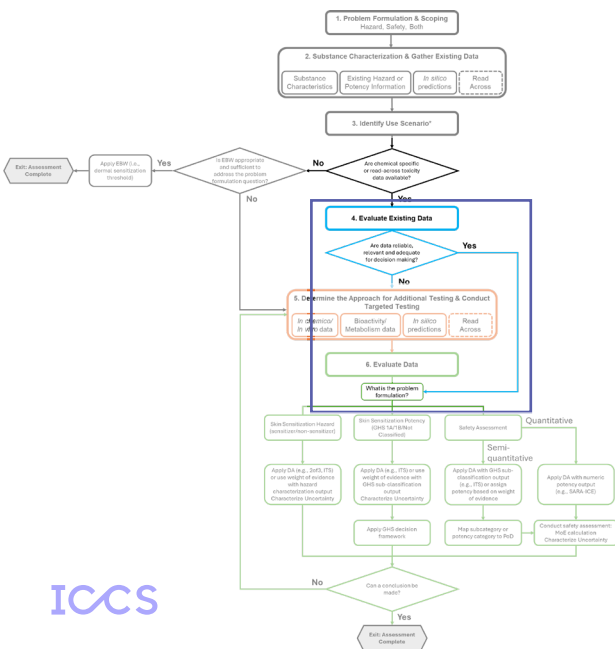 1. Problem Formulation & Scoping
Hazard, Safety, Both
2. Substance Characterization & Gather Existing Data
Substance
Characteristics
Existing Hazard or
Potency Information
In silico
predictions
Read
Across
3. Identify Use Scenario*
Are chemical specific
or read-across toxicity
data available?
No
Yes
Is EBW appropriate
and sufficient to
address the problem
formulation question?
Yes
No
Apply EBW (i.e.,
dermal sensitization
threshold)
Exit: Assessment
Complete
4. Evaluate Existing Data
Are data reliable,
relevant and adequate
for decision making?
Yes
No
5. Determine the Approach for Additional Testing & Conduct
Targeted Testing
In chemico/
In vitro data
Bioactivity/
Metabolism data
In silico
predictions
Read
Across
6. Evaluate Data
What is the problem
formulation?
Skin Sensitization Hazard
(sensitizer/non-sensitizer)
Skin Sensitization Potency
(GHS 1A/1B/Not
Classified)
Safety Assessment
Quantitative
Semi-
quantitative
Apply DA (e.g., 2of3, ITS)
or use weight of evidence
with hazard
characterization output
Characterize Uncertainty
Apply DA (e.g., ITS) or use
weight of evidence with
GHS sub-classification
output
Characterize Uncertainty
Apply DA with GHS sub-
classification output
(e.g., ITS) or assign
potency based on weight
of evidence
Apply DA with numeric
potency output
(e.g., SARA-ICE)
Apply GHS decision
framework
Map subcategory or
potency category to PoD
Conduct safety assessment:
MoE calculation
Characterize Uncertainty
Can a conclusion be
made?
No
Yes
Exit: Assessment
Complete
ICCS